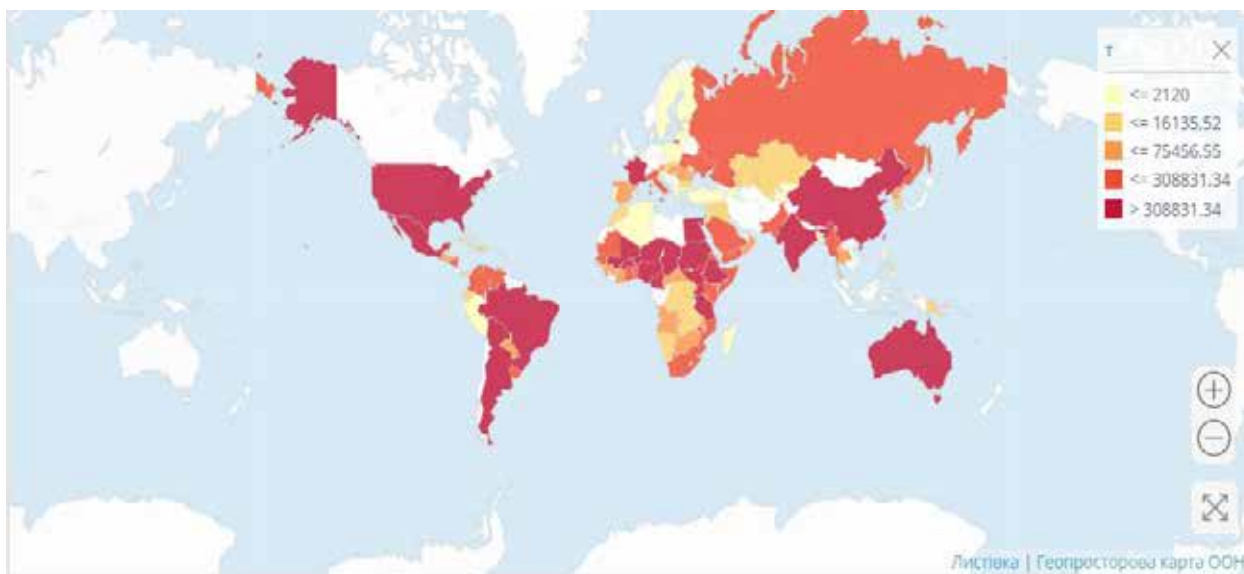 т
<= 2120
<= 16135.52
<= 75456.55
<= 308831.34
> 308831.34
Листівка | Геопросторова карта ООН